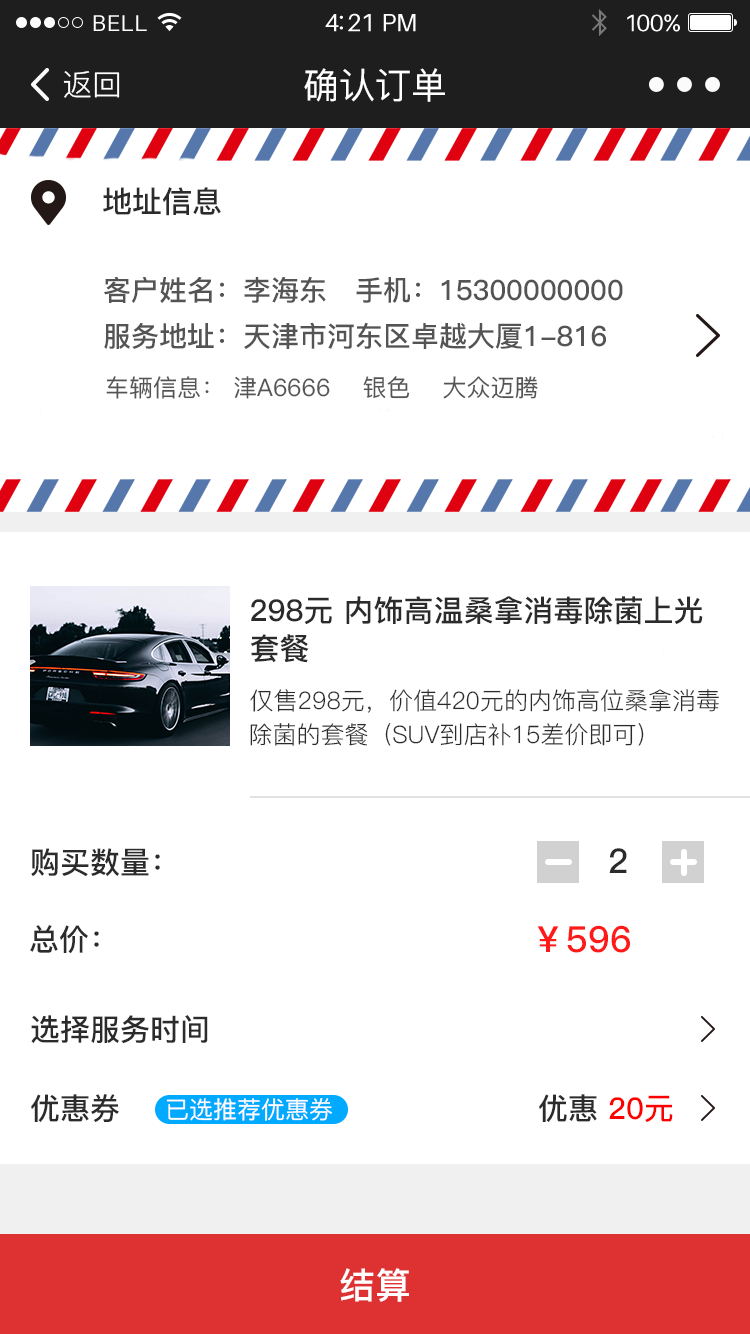 BELL 4:21 PM 100%
返回 确认订单
地址信息
客户姓名：李海东 手机：15300000000
服务地址：天津市河东区卓越大厦1-816
车辆信息： 津A6666 银色 大众迈腾
298元 内饰高温桑拿消毒除菌上光
套餐
仅售298元，价值420元的内饰高位桑拿消毒
除菌的套餐（SUV到店补15差价即可）
PORSCHE
购买数量： 2
总价： ￥596
选择服务时间
优惠券 已选推荐优惠券 优惠 20元
结算